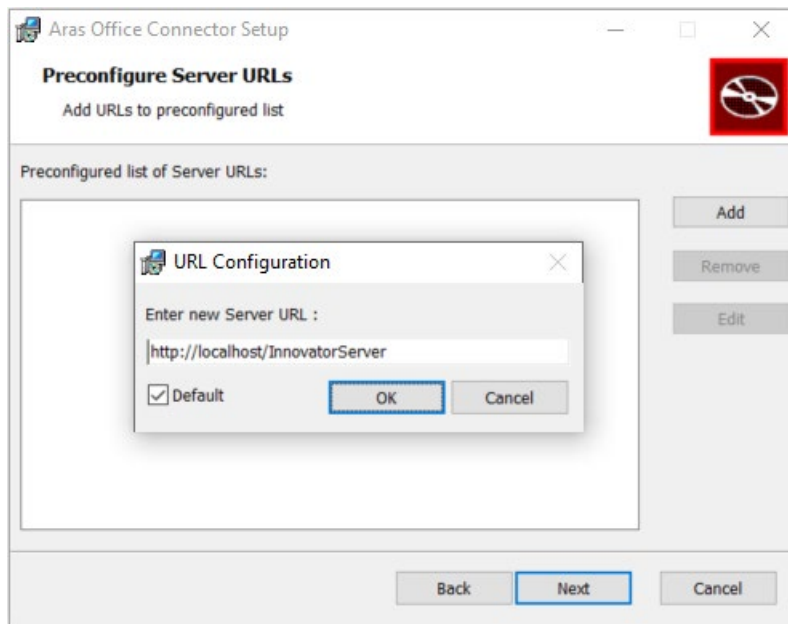 Aras Office Connector Setup
Preconfigure Server URLs
Add URLs to preconfigured list
Preconfigured list of Server URLs:
Add
Remove
Edit
URL Configuration
Enter new Server URL :
http://localhost/InnovatorServer
Default
OK
Cancel
Back
Next
Cancel